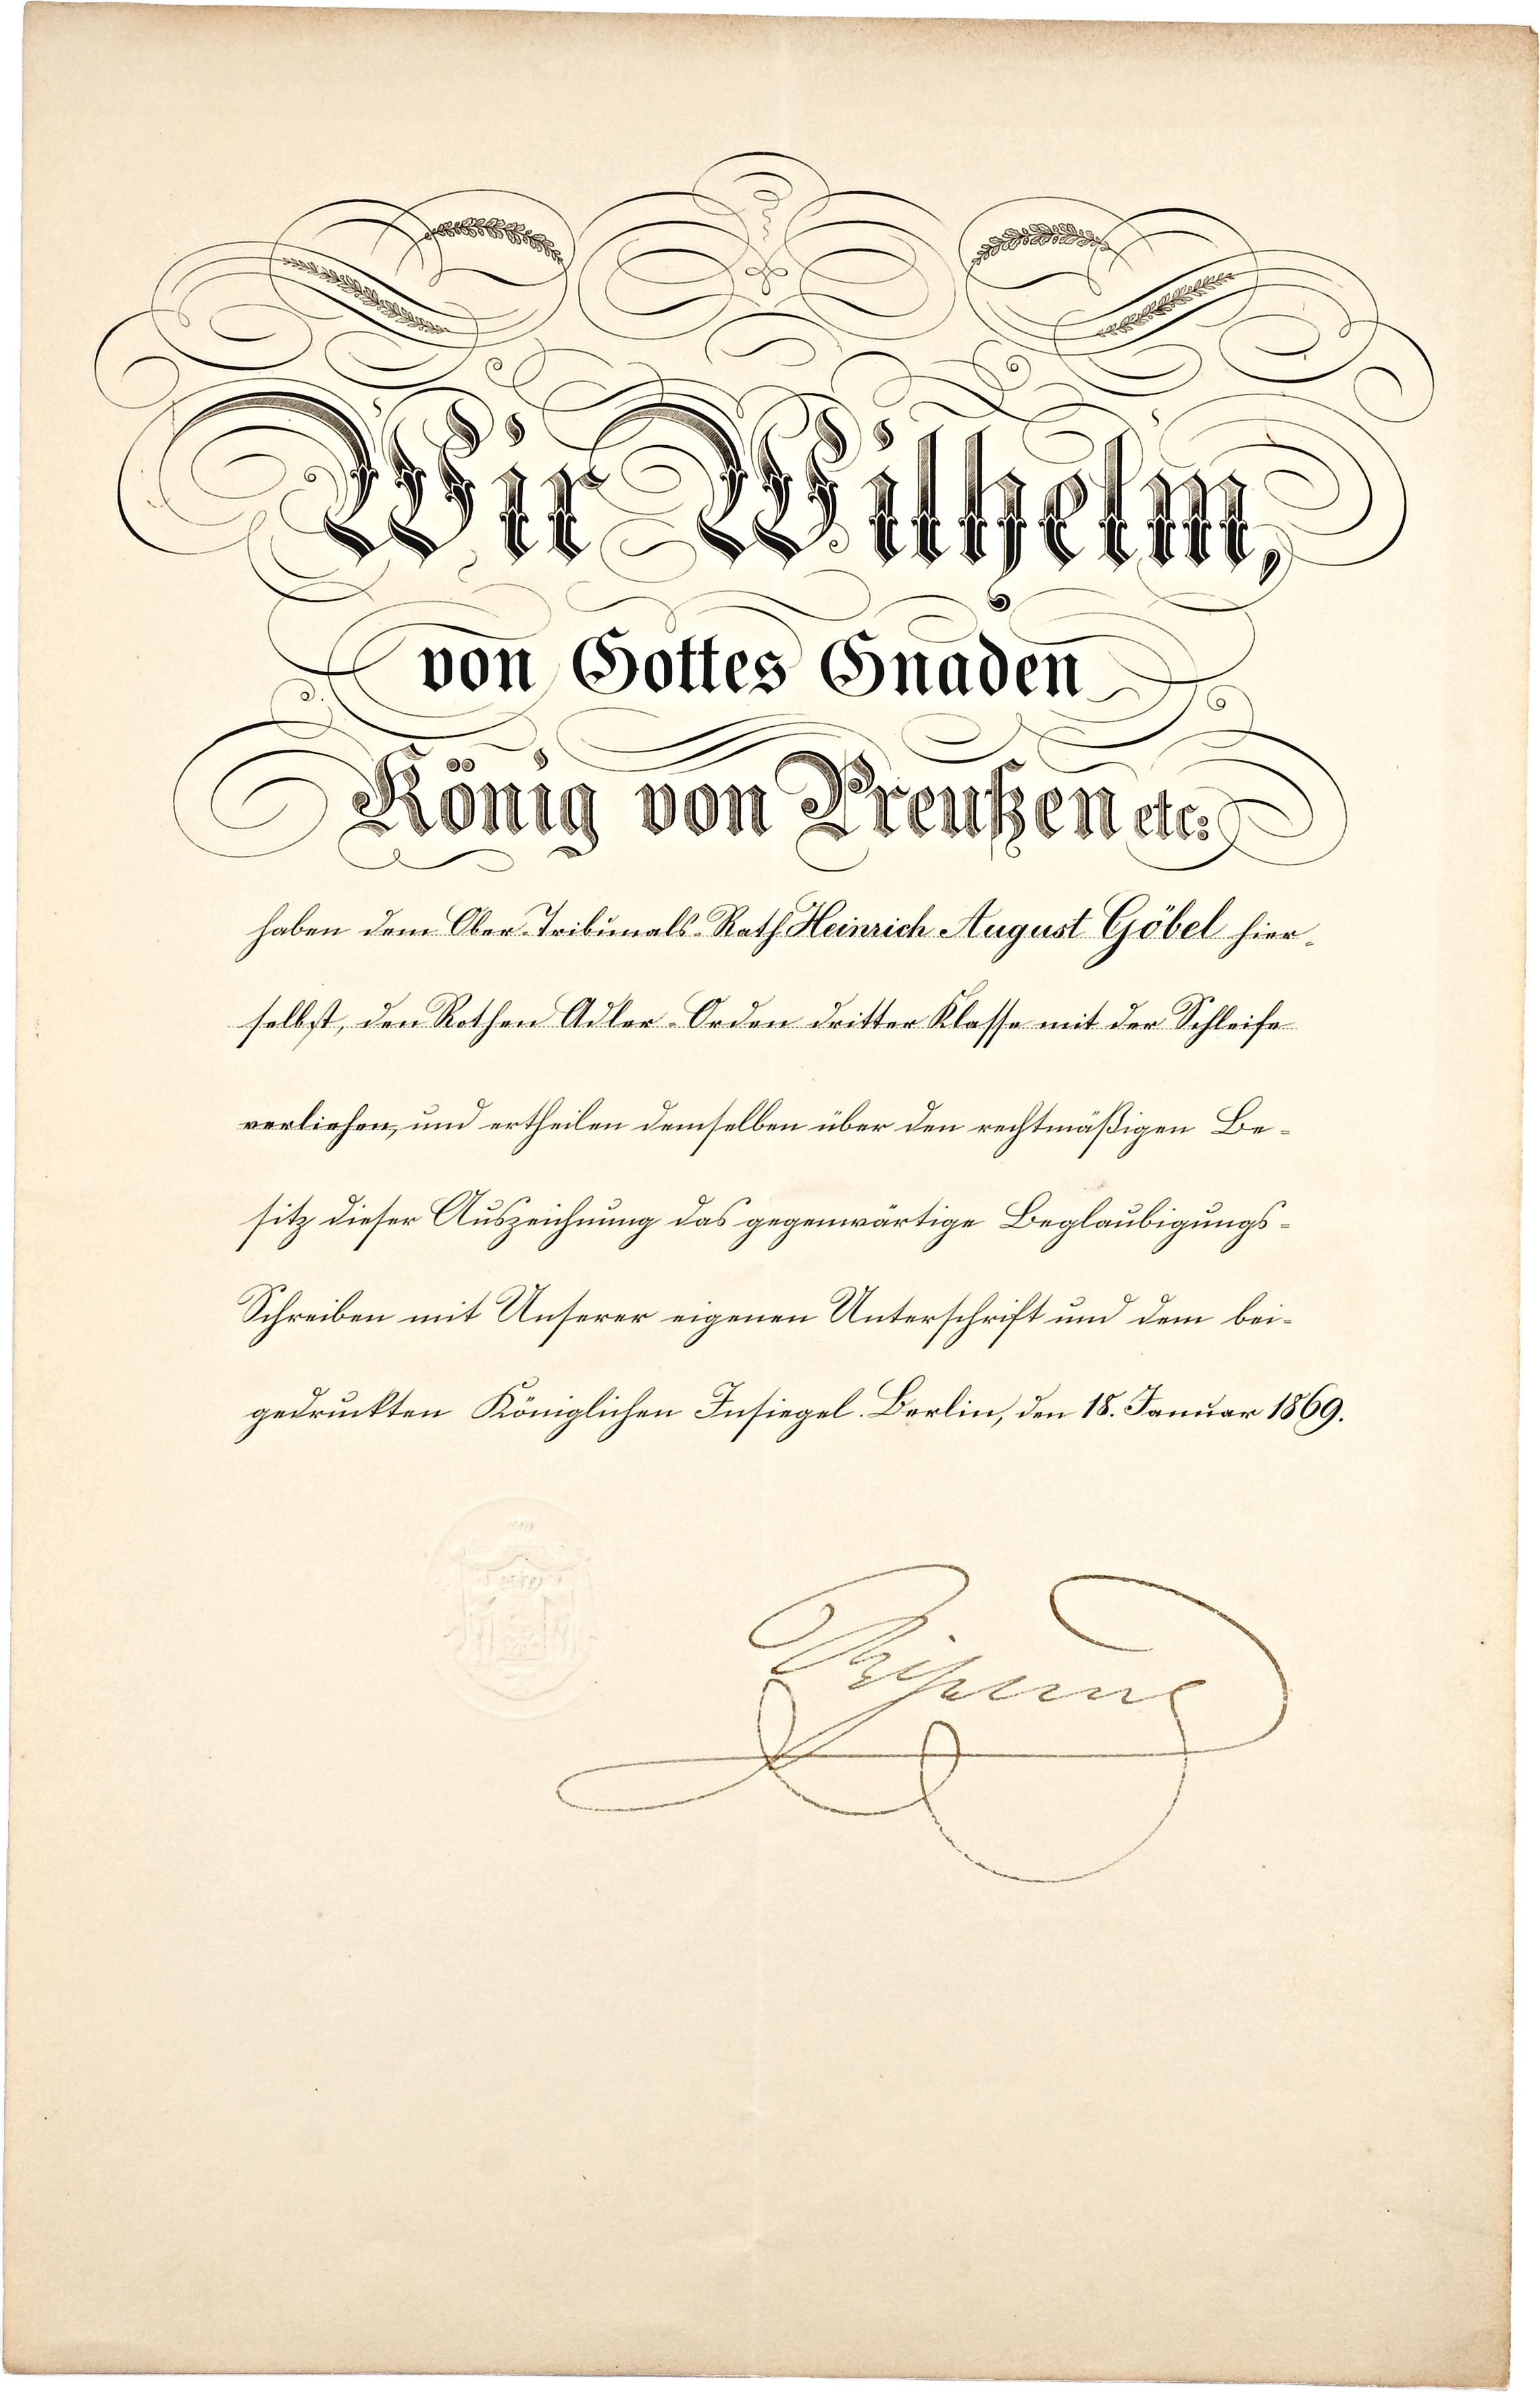 Wir Wilhelm,
von Gottes Gnaden
König von Preußen etc:
haben dem Ober-Tribunals-Rath Heinrich August Göbel hier-
selbst, den Rothen Adler-Orden dritter Klasse mit der Schleife
verliehen, und ertheilen demselben über den rechtmäßigen Be-
sitz dieser Auszeichnung das gegenwärtige Beglaubigungs-
Schreiben mit Unserer eigenen Unterschrift und dem bei-
gedruckten Königlichen Insiegel. Berlin, den 18. Januar 1869.